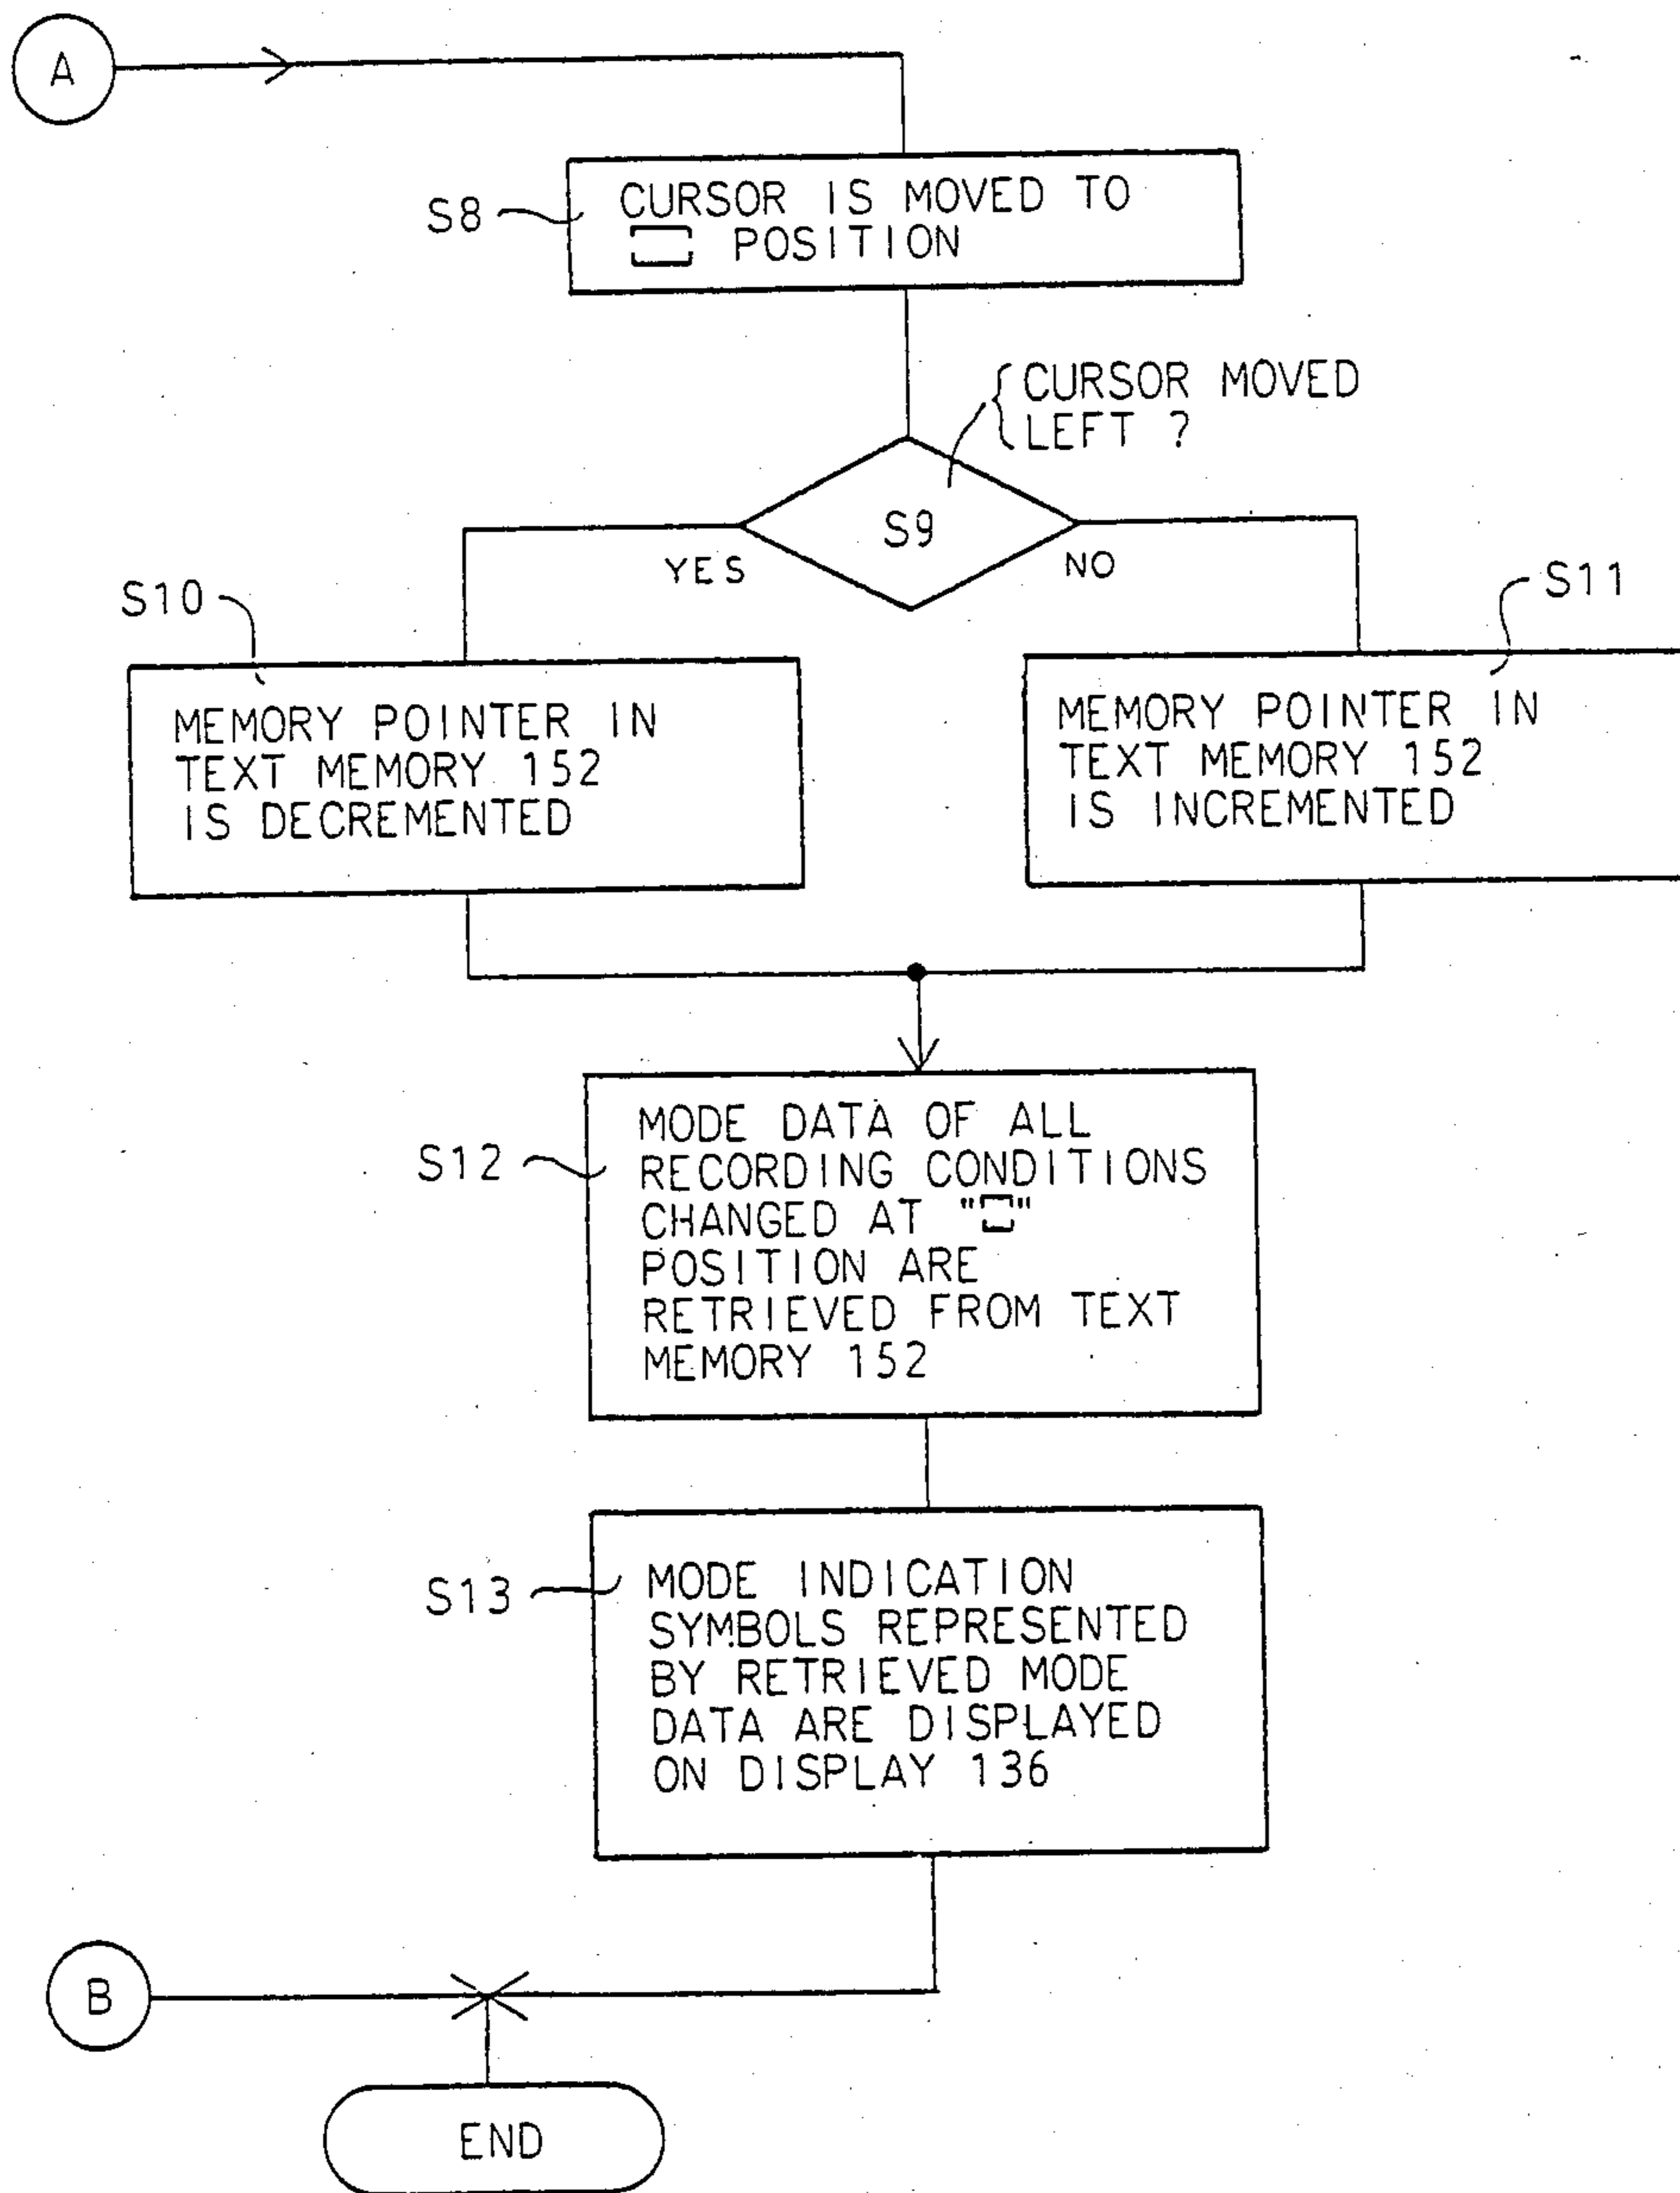 A
S8
CURSOR IS MOVED TO
POSITION
CURSOR MOVED
LEFT ?
S9
YES
NO
S10
S11
MEMORY POINTER IN
TEXT MEMORY 152
IS DECREMENTED
MEMORY POINTER IN
TEXT MEMORY 152
IS INCREMENTED
S12
MODE DATA OF ALL
RECORDING CONDITIONS
CHANGED AT "⎕"
POSITION ARE
RETRIEVED FROM TEXT
MEMORY 152
S13
MODE INDICATION
SYMBOLS REPRESENTED
BY RETRIEVED MODE
DATA ARE DISPLAYED
ON DISPLAY 136
B
END